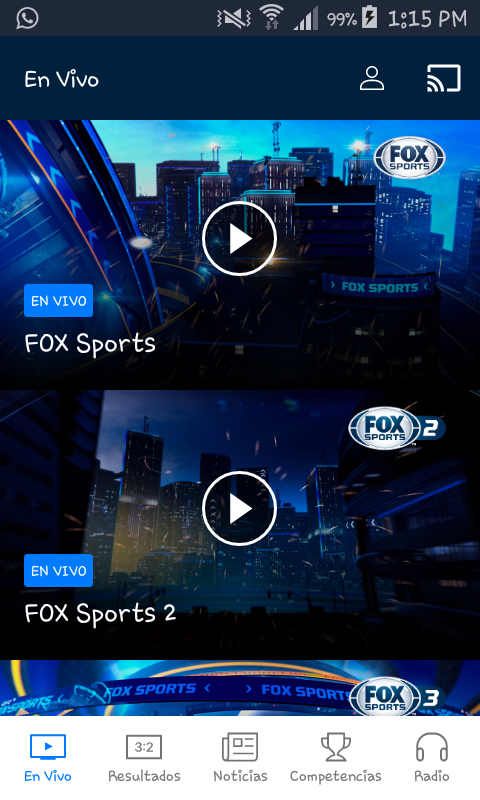 99% 1:15 PM
En Vivo
FOX
SPORTS
FOX SPORTS
EN VIVO
FOX Sports
FOX
SPORTS 2
EN VIVO
FOX Sports 2
FOX SPORTS
FOX SPORTS
FOX
SPORTS 3
3:2
En Vivo Resultados Noticias Competencias Radio